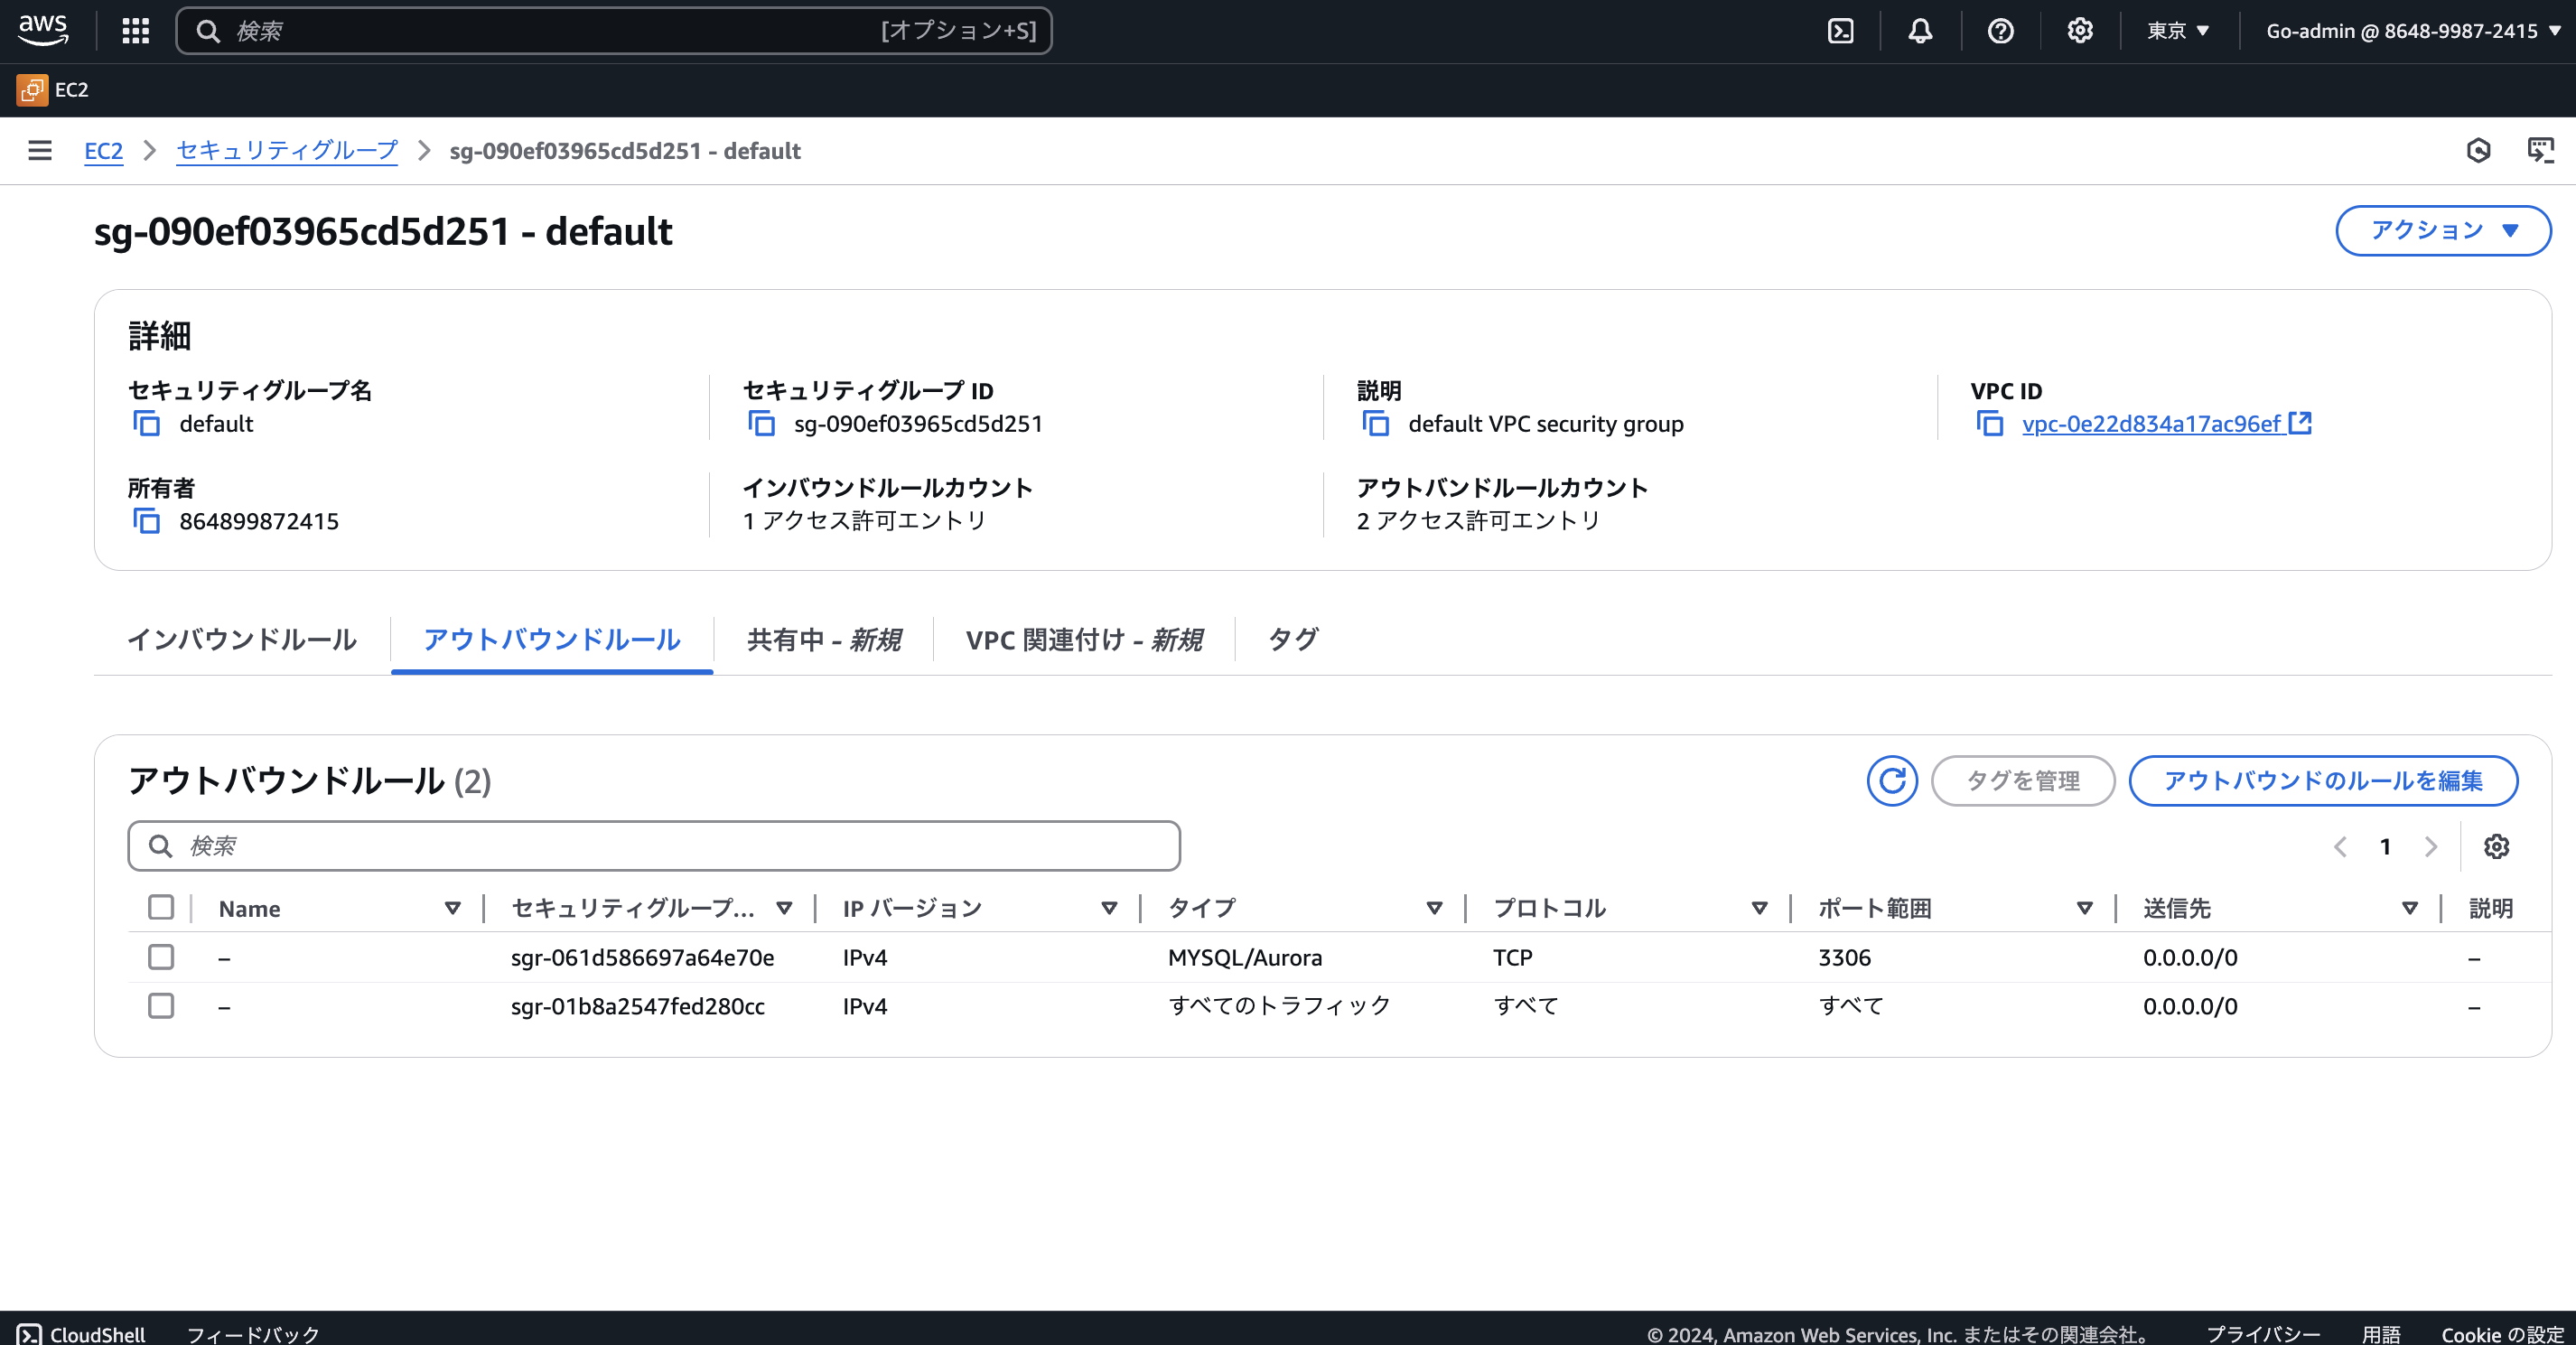 aws 検索 [オプション+S] 東京 ▼ Go-admin @ 8648-9987-2415 ▼
EC2
EC2 > セキュリティグループ > sg-090ef03965cd5d251 - default
sg-090ef03965cd5d251 - default アクション ▼
詳細
セキュリティグループ名 セキュリティグループ ID 説明 VPC ID
default sg-090ef03965cd5d251 default VPC security group vpc-0e22d834a17ac96ef
所有者 インバウンドルールカウント アウトバンドルールカウント
864899872415 1 アクセス許可エントリ 2 アクセス許可エントリ
インバウンドルール アウトバウンドルール 共有中 - 新規 VPC 関連付け - 新規 タグ
アウトバウンドルール (2) タグを管理 アウトバウンドのルールを編集
検索 < 1 >
Name セキュリティグループ... IP バージョン タイプ プロトコル ポート範囲 送信先 説明
– sgr-061d586697a64e70e IPv4 MYSQL/Aurora TCP 3306 0.0.0.0/0 –
– sgr-01b8a2547fed280cc IPv4 すべてのトラフィック すべて すべて 0.0.0.0/0 –
CloudShell フィードバック © 2024, Amazon Web Services, Inc. またはその関連会社。 プライバシー 用語 Cookie の設定